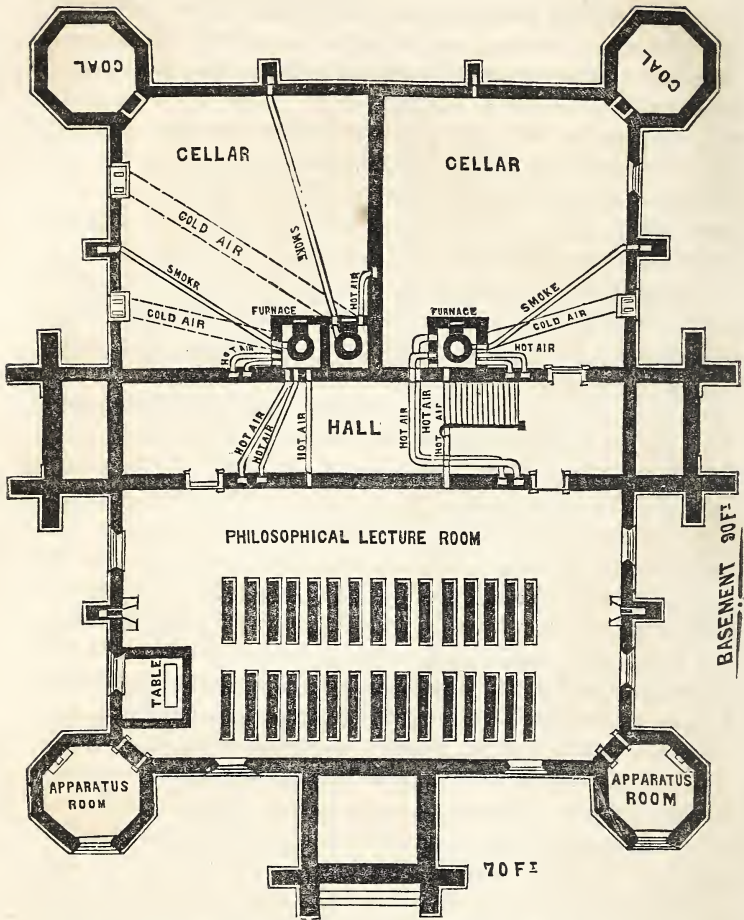 COAL
COAL
CELLAR
CELLAR
COLD AIR
SMOKE
SMOKE
HOT AIR
SMOKE
COLD AIR
FURNACE
FURNACE
COLD AIR
HOT AIR
HOT AIR
HOT AIR
HOT AIR
HOT AIR
HALL
HOT AIR
HOT AIR
HOT AIR
PHILOSOPHICAL LECTURE ROOM
BASEMENT 90 FT
TABLE
APPARATUS
ROOM
APPARATUS
ROOM
70 FT